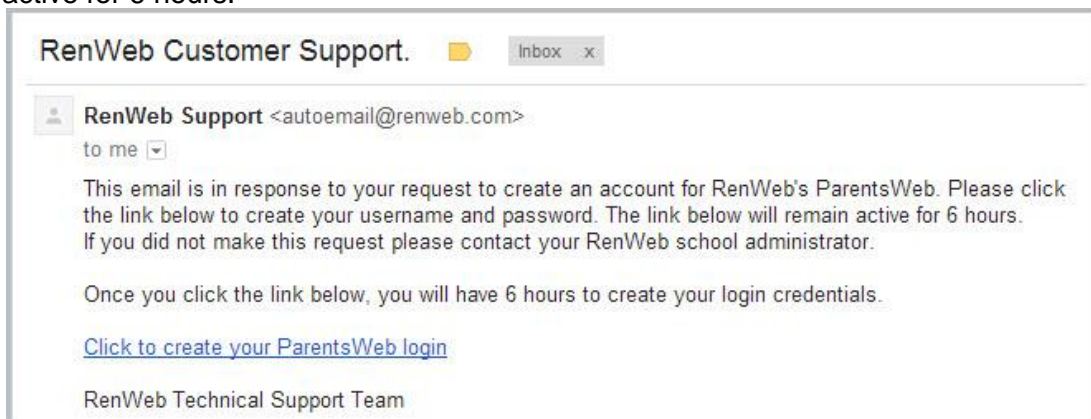 active for 6 hours.
RenWeb Customer Support. Inbox x
RenWeb Support <autoemail@renweb.com>
to me
This email is in response to your request to create an account for RenWeb's ParentsWeb. Please click
the link below to create your username and password. The link below will remain active for 6 hours.
If you did not make this request please contact your RenWeb school administrator.
Once you click the link below, you will have 6 hours to create your login credentials.
Click to create your ParentsWeb login
RenWeb Technical Support Team